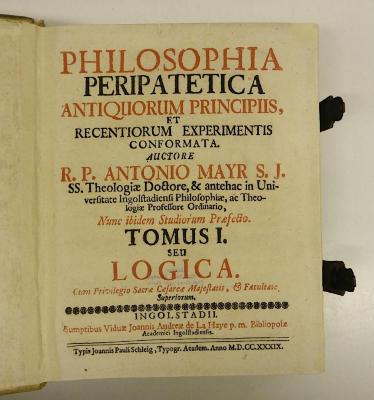 PHILOSOPHIA
PERIPATETICA
ANTIQUORUM PRINCIPIIS,
ET
RECENTIORUM EXPERIMENTIS
CONFORMATA.
AUCTORE
R. P. ANTONIO MAYR S. J.
SS. Theologiæ Doctore, & antehac in Uni-
versitate Ingolstadiensi Philosophiæ, ac Theo-
logiæ Professore Ordinario,
Nunc ibidem Studiorum Præfecto.
TOMUS I.
SEU
LOGICA.
Cum Privilegio Sacræ Cæsareæ Majestatis, & Facultate
Superiorum.
INGOLSTADII.
Sumptibus Viduæ Joannis Andreæ de La Haye p. m. Bibliopolæ
Academici Ingolstadiensis.
Typis Joannis Pauli Schleig, Typogr. Academ. Anno M.D.CC.XXXIX.